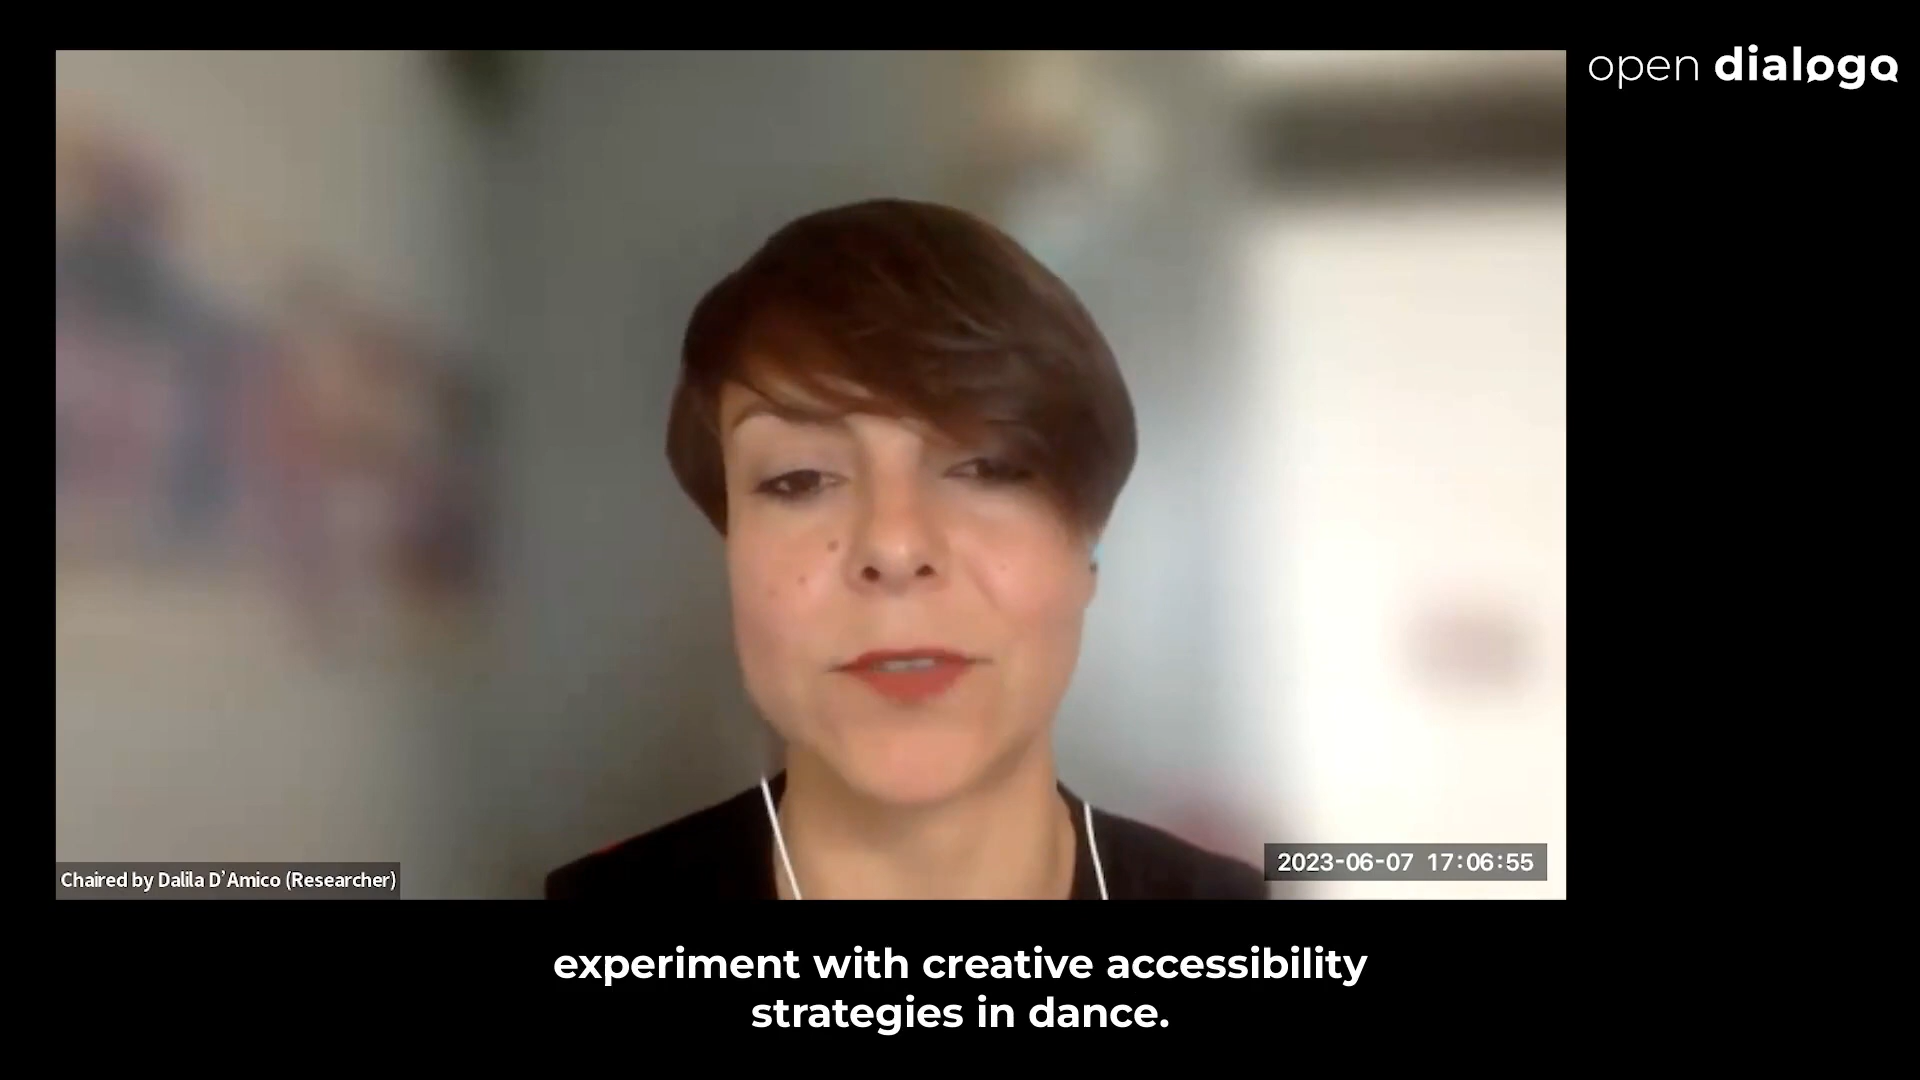 open dialogo
Chaired by Dalila D'Amico (Researcher)
2023-06-07 17:06:55
experiment with creative accessibility
strategies in dance.